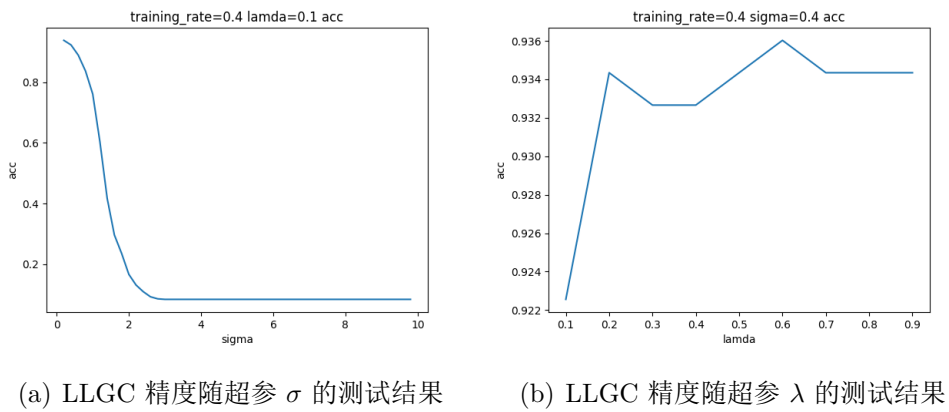 training_rate=0.4 lamda=0.1 acc
0.8
0.6
0.4
0.2
acc
0 2 4 6 8 10
sigma
(a) LLGC 精度随超参 σ 的测试结果
training_rate=0.4 sigma=0.4 acc
0.936
0.934
0.932
0.930
0.928
0.926
0.924
0.922
acc
0.1 0.2 0.3 0.4 0.5 0.6 0.7 0.8 0.9
lamda
(b) LLGC 精度随超参 λ 的测试结果